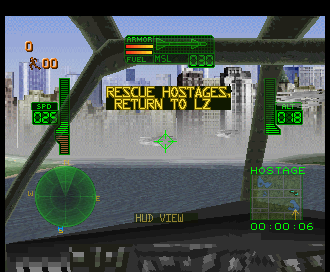 0
ARMOR
.00
FUEL MSL 030
RESCUE HOSTAGES,
RETURN TO LZ
SPD
025
ALT
018
HOSTAGE
W
E
S
HUD VIEW
00:00:06